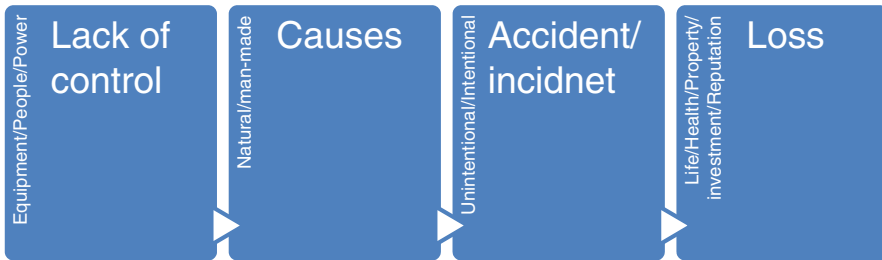 Equipment/People/Power
Lack of
control
Natural/man-made
Causes
Unintentional/Intentional
Accident/
incidnet
Life/Health/Property/
investment/Reputation
Loss